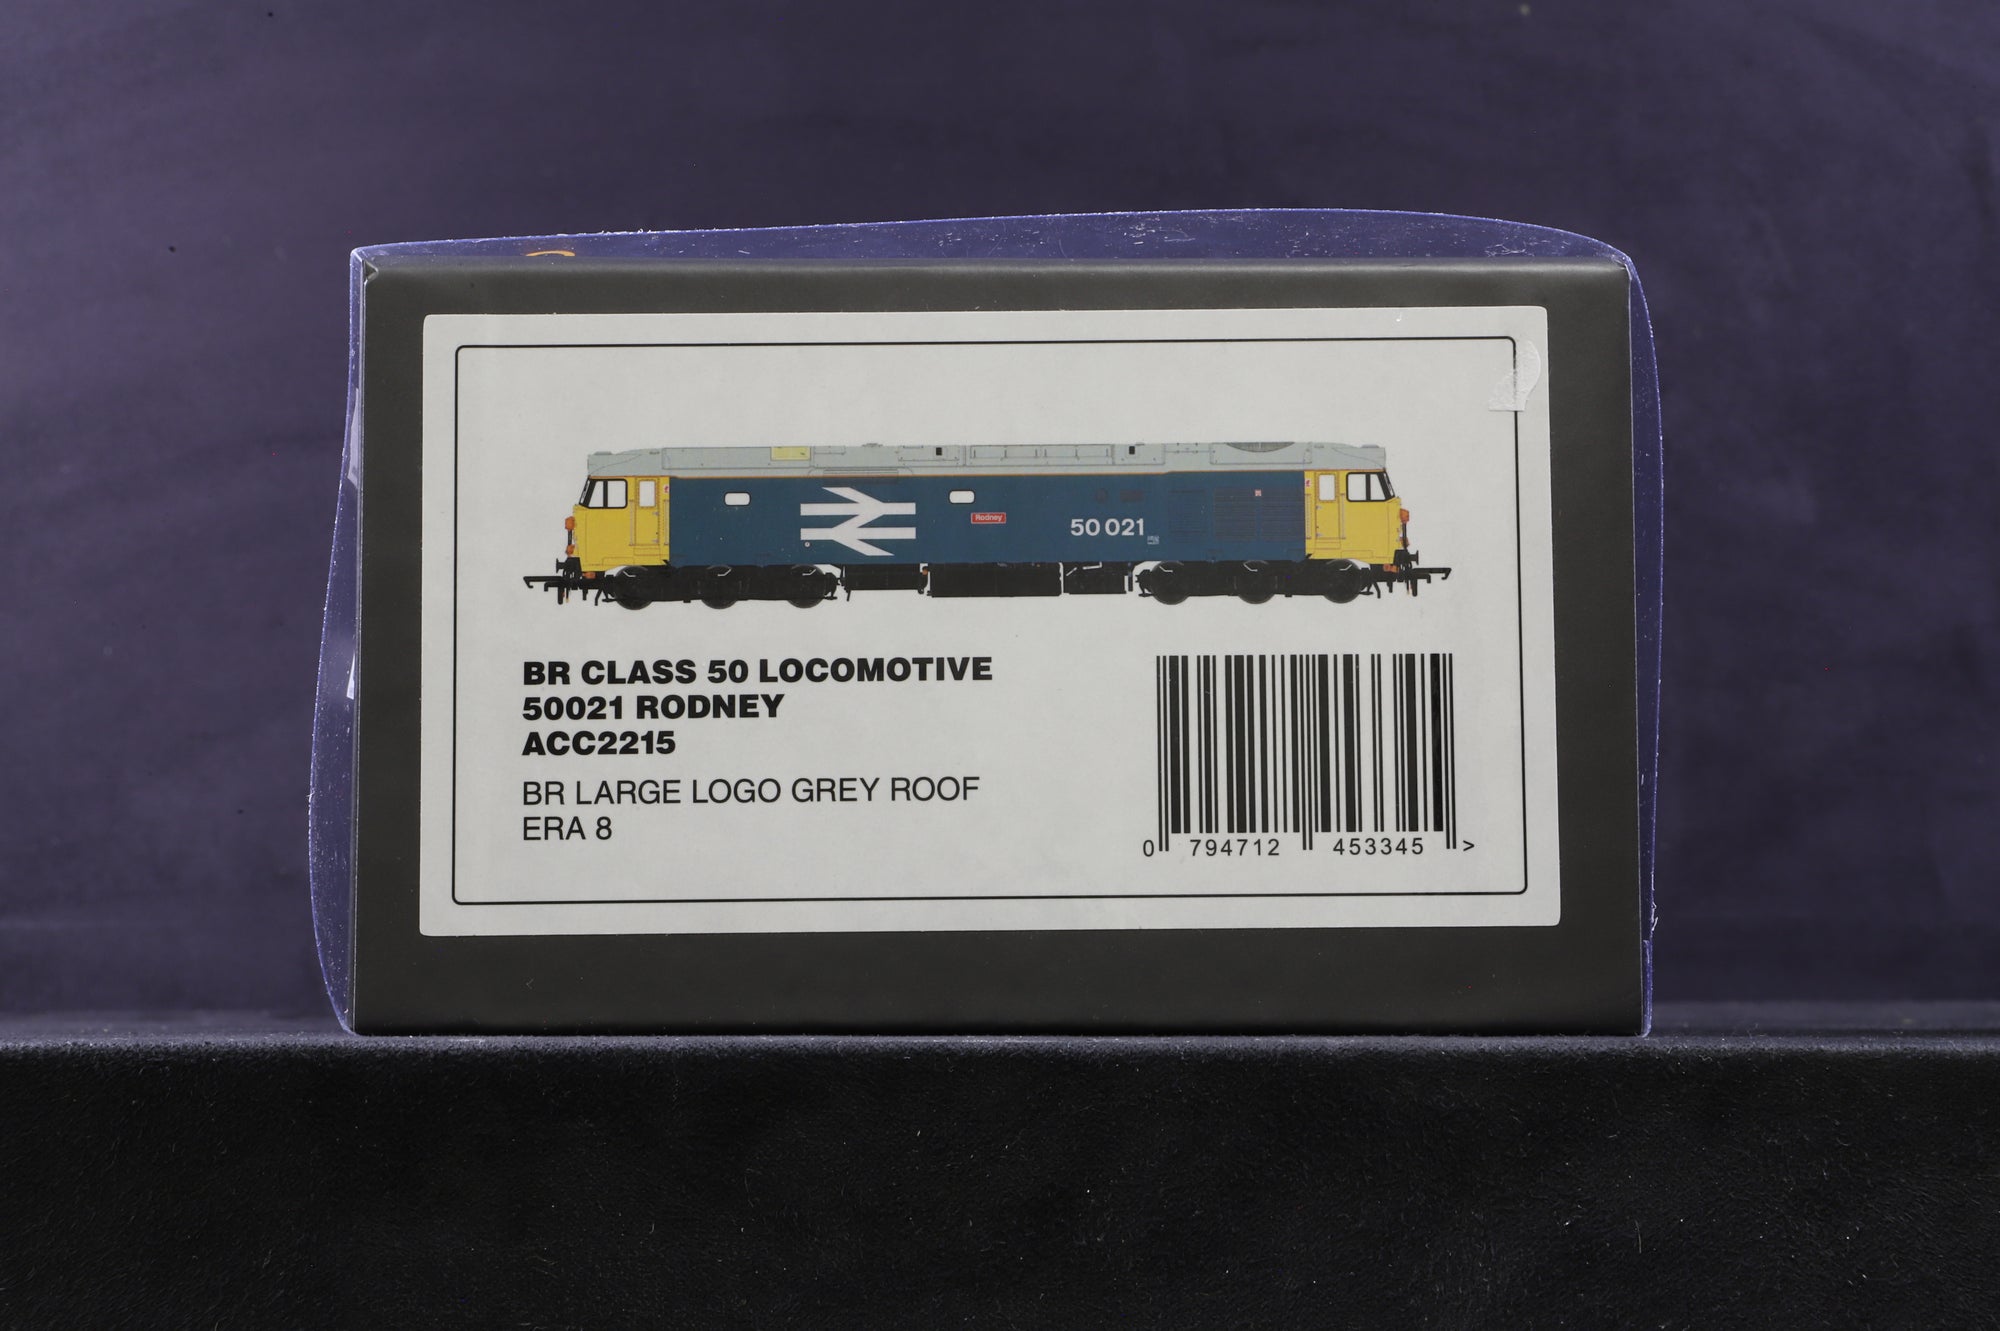 Rodney
50 021
BR CLASS 50 LOCOMOTIVE
50021 RODNEY
ACC2215
BR LARGE LOGO GREY ROOF
ERA 8
0 794712 453345 >